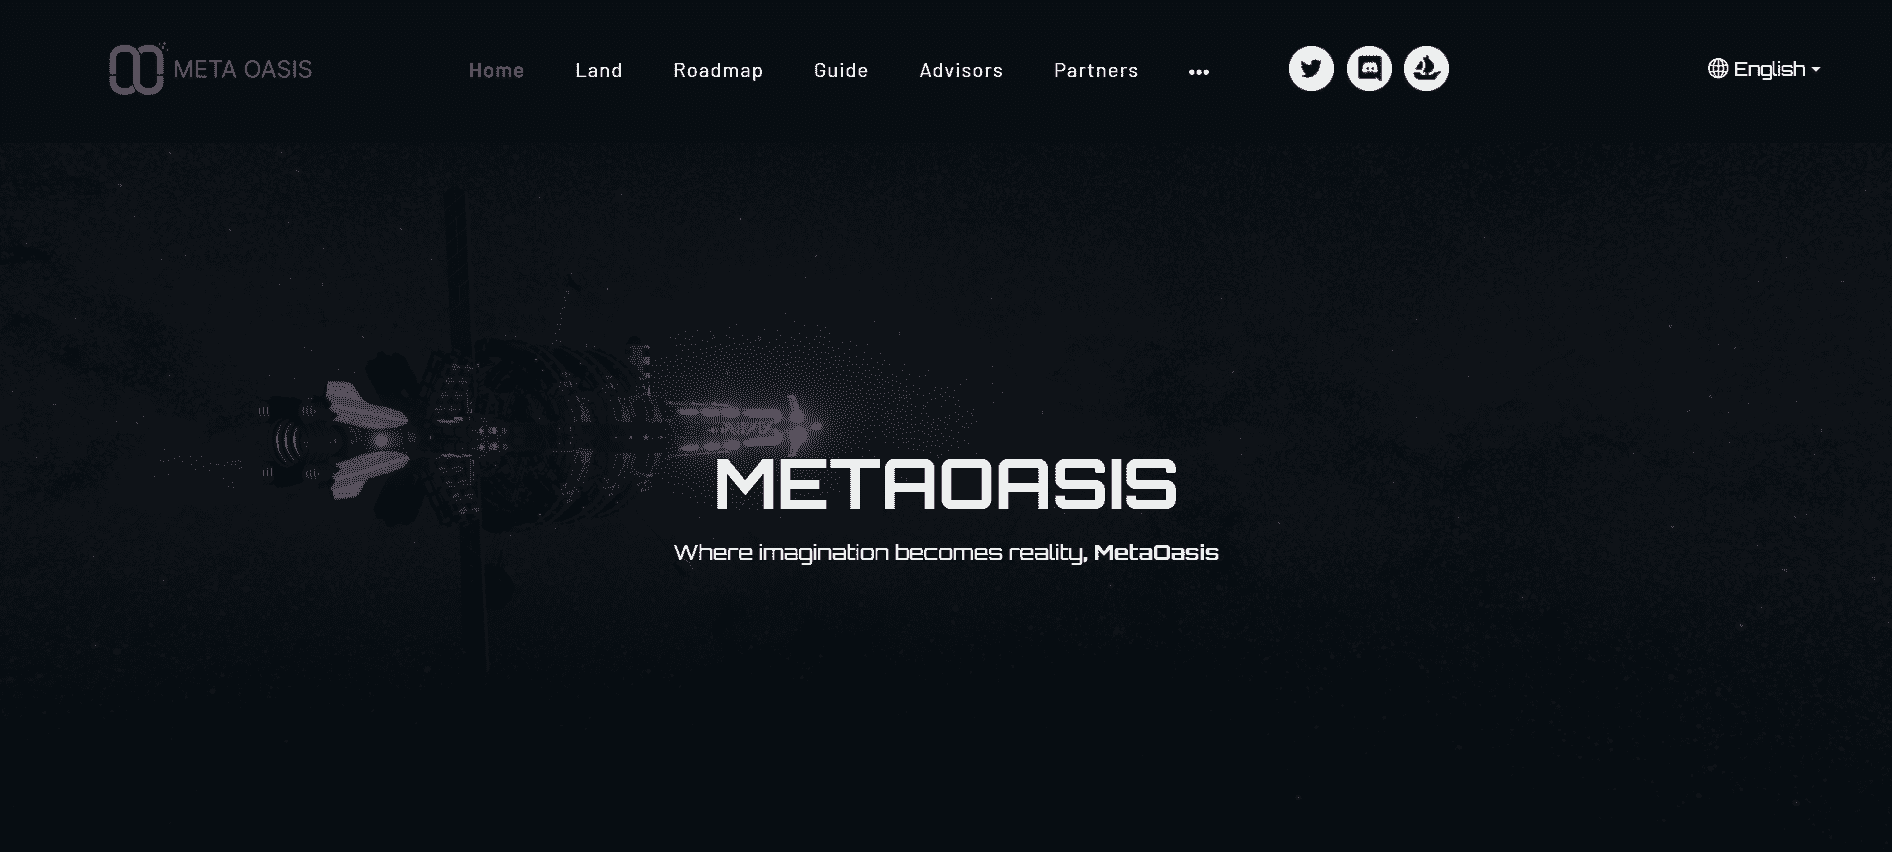 META OASIS
Home Land Roadmap Guide Advisors Partners ••• English
METAOASIS
Where imagination becomes reality, MetaOasis